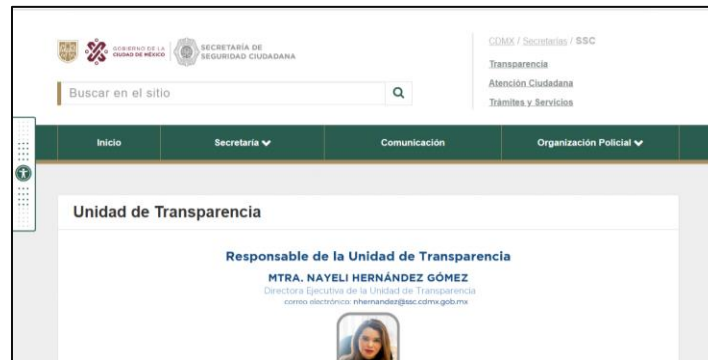 GOBIERNO DE LA
CIUDAD DE MÉXICO
SECRETARÍA DE
SEGURIDAD CIUDADANA
CDMX / Secretarías / SSC
Transparencia
Atención Ciudadana
Trámites y Servicios
Buscar en el sitio
Inicio
Secretaría
Comunicación
Organización Policial
Unidad de Transparencia
Responsable de la Unidad de Transparencia
MTRA. NAYELI HERNÁNDEZ GÓMEZ
Directora Ejecutiva de la Unidad de Transparencia
correo electrónico: nhernandez@ssc.cdmx.gob.mx